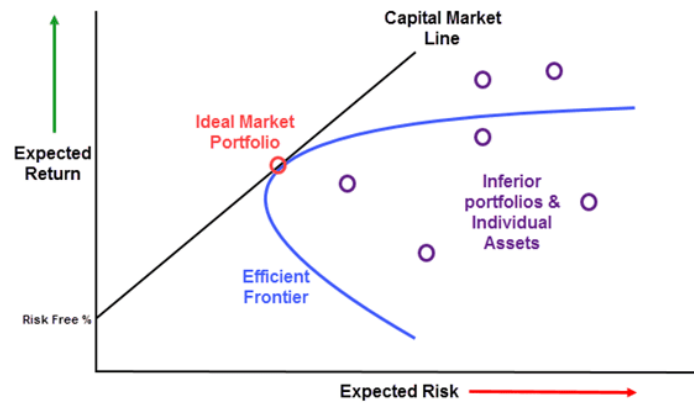 Capital Market
Line
Ideal Market
Portfolio
Expected
Return
Inferior
portfolios &
Individual
Assets
Efficient
Frontier
Risk Free %
Expected Risk